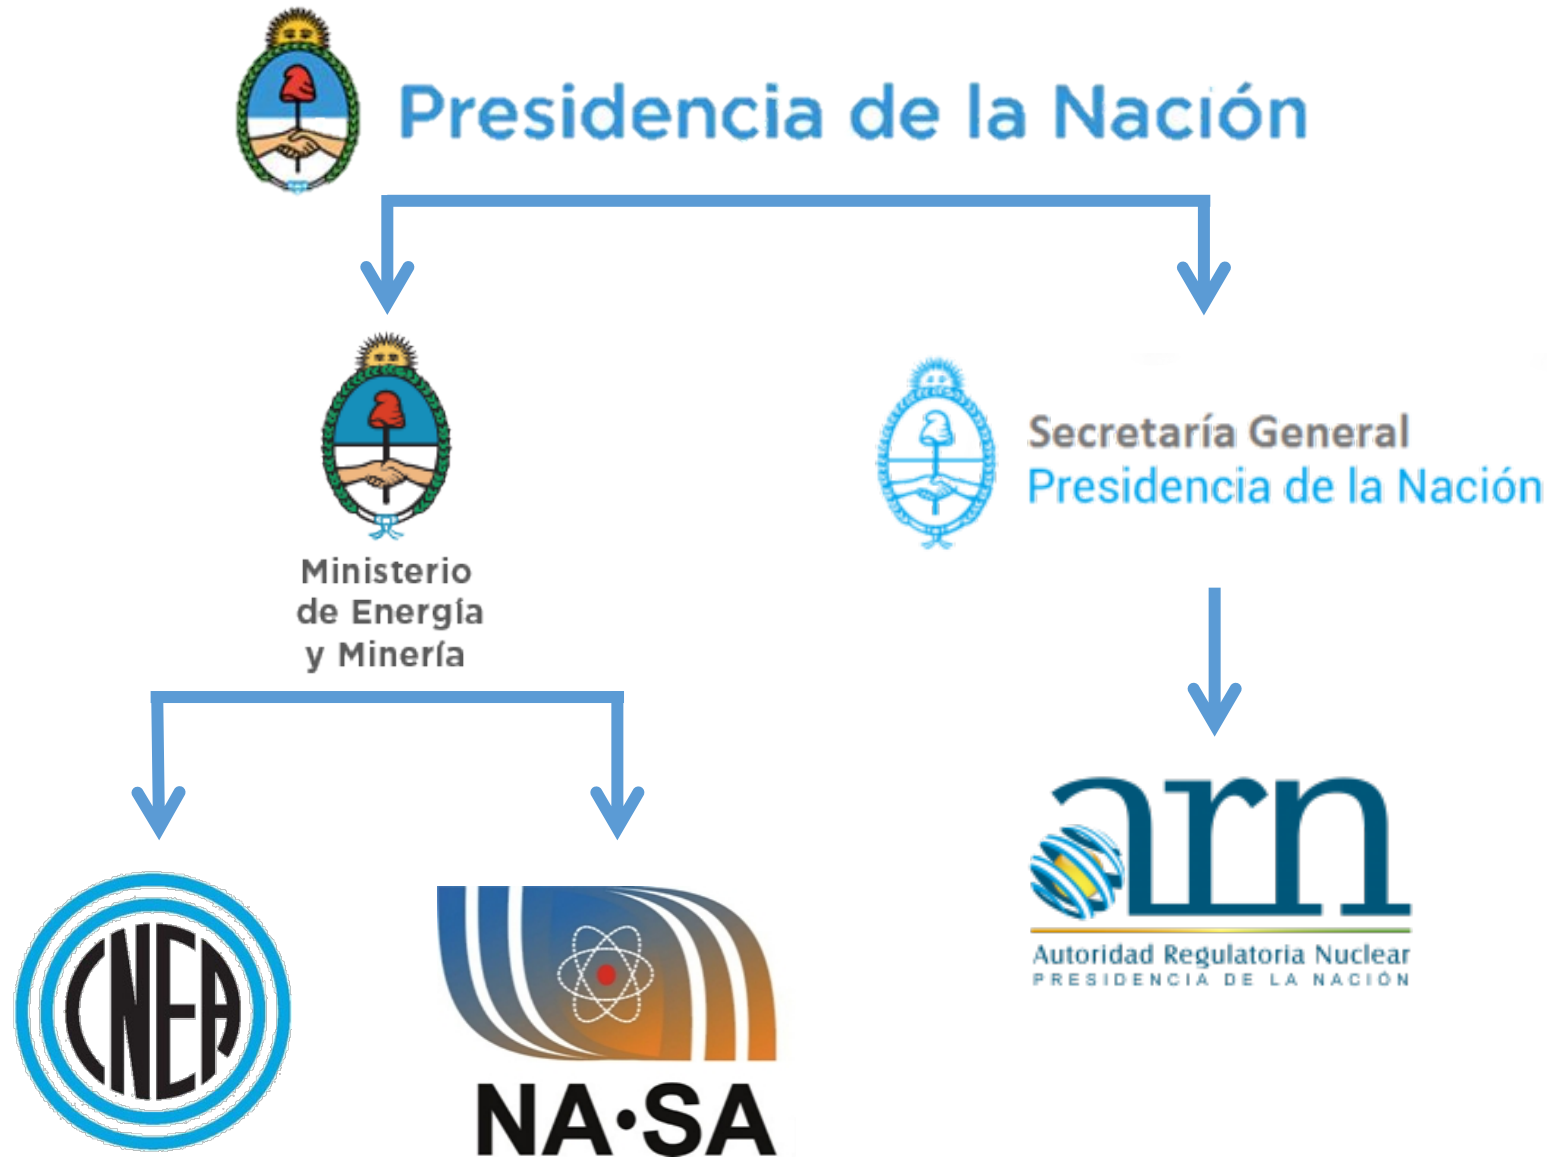 Presidencia de la Nación
Ministerio
de Energía
y Minería
Secretaría General
Presidencia de la Nación
CNEA
NA·SA
arn
Autoridad Regulatoria Nuclear
PRESIDENCIA DE LA NACIÓN